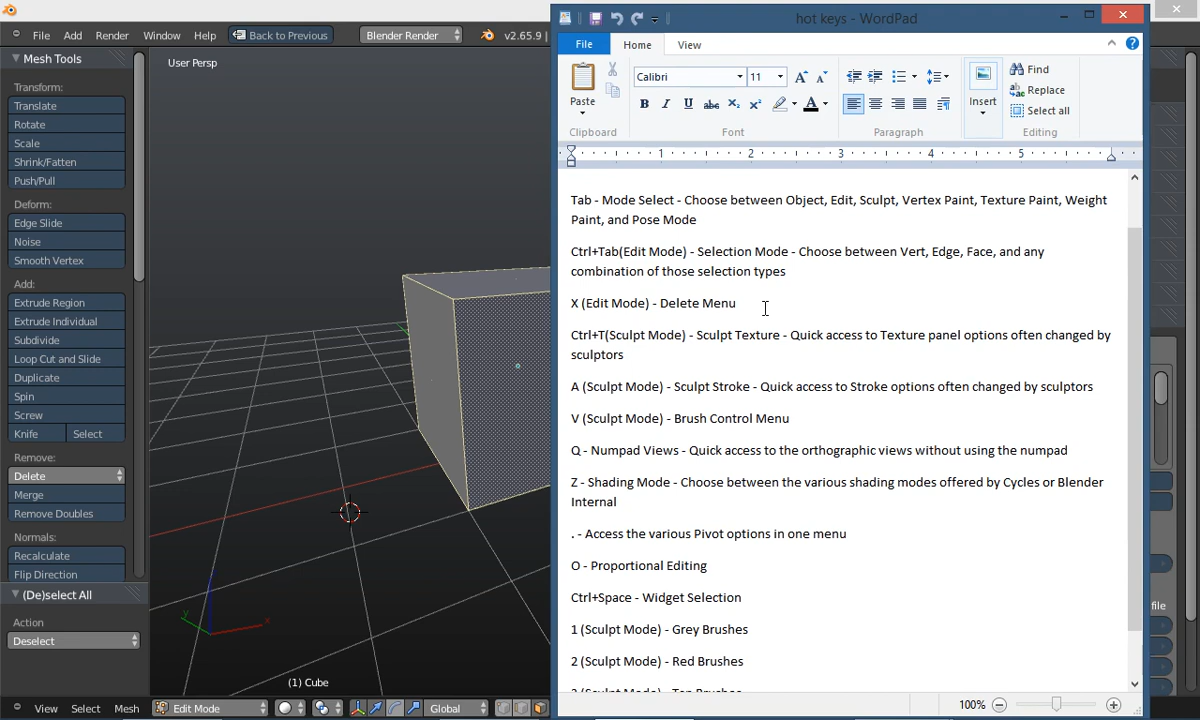 hot keys - WordPad
File Add Render Window Help Back to Previous Blender Render v2.65.9 |
File Home View
Mesh Tools
User Persp
Transform:
Translate
Rotate
Scale
Shrink/Fatten
Push/Pull
Deform:
Edge Slide
Noise
Smooth Vertex
Add:
Extrude Region
Extrude Individual
Subdivide
Loop Cut and Slide
Duplicate
Spin
Screw
Knife Select
Remove:
Delete
Merge
Remove Doubles
Normals:
Recalculate
Flip Direction
(De)select All
Action
Deselect
(1) Cube
View Select Mesh Edit Mode Global
Paste
Clipboard
Calibri 11
Font
Paragraph
Insert
Find
Replace
Select all
Editing
1 2 3 4 5
Tab - Mode Select - Choose between Object, Edit, Sculpt, Vertex Paint, Texture Paint, Weight
Paint, and Pose Mode
Ctrl+Tab(Edit Mode) - Selection Mode - Choose between Vert, Edge, Face, and any
combination of those selection types
X (Edit Mode) - Delete Menu
Ctrl+T(Sculpt Mode) - Sculpt Texture - Quick access to Texture panel options often changed by
sculptors
A (Sculpt Mode) - Sculpt Stroke - Quick access to Stroke options often changed by sculptors
V (Sculpt Mode) - Brush Control Menu
Q - Numpad Views - Quick access to the orthographic views without using the numpad
Z - Shading Mode - Choose between the various shading modes offered by Cycles or Blender
Internal
. - Access the various Pivot options in one menu
O - Proportional Editing
Ctrl+Space - Widget Selection
1 (Sculpt Mode) - Grey Brushes
2 (Sculpt Mode) - Red Brushes
100%
file